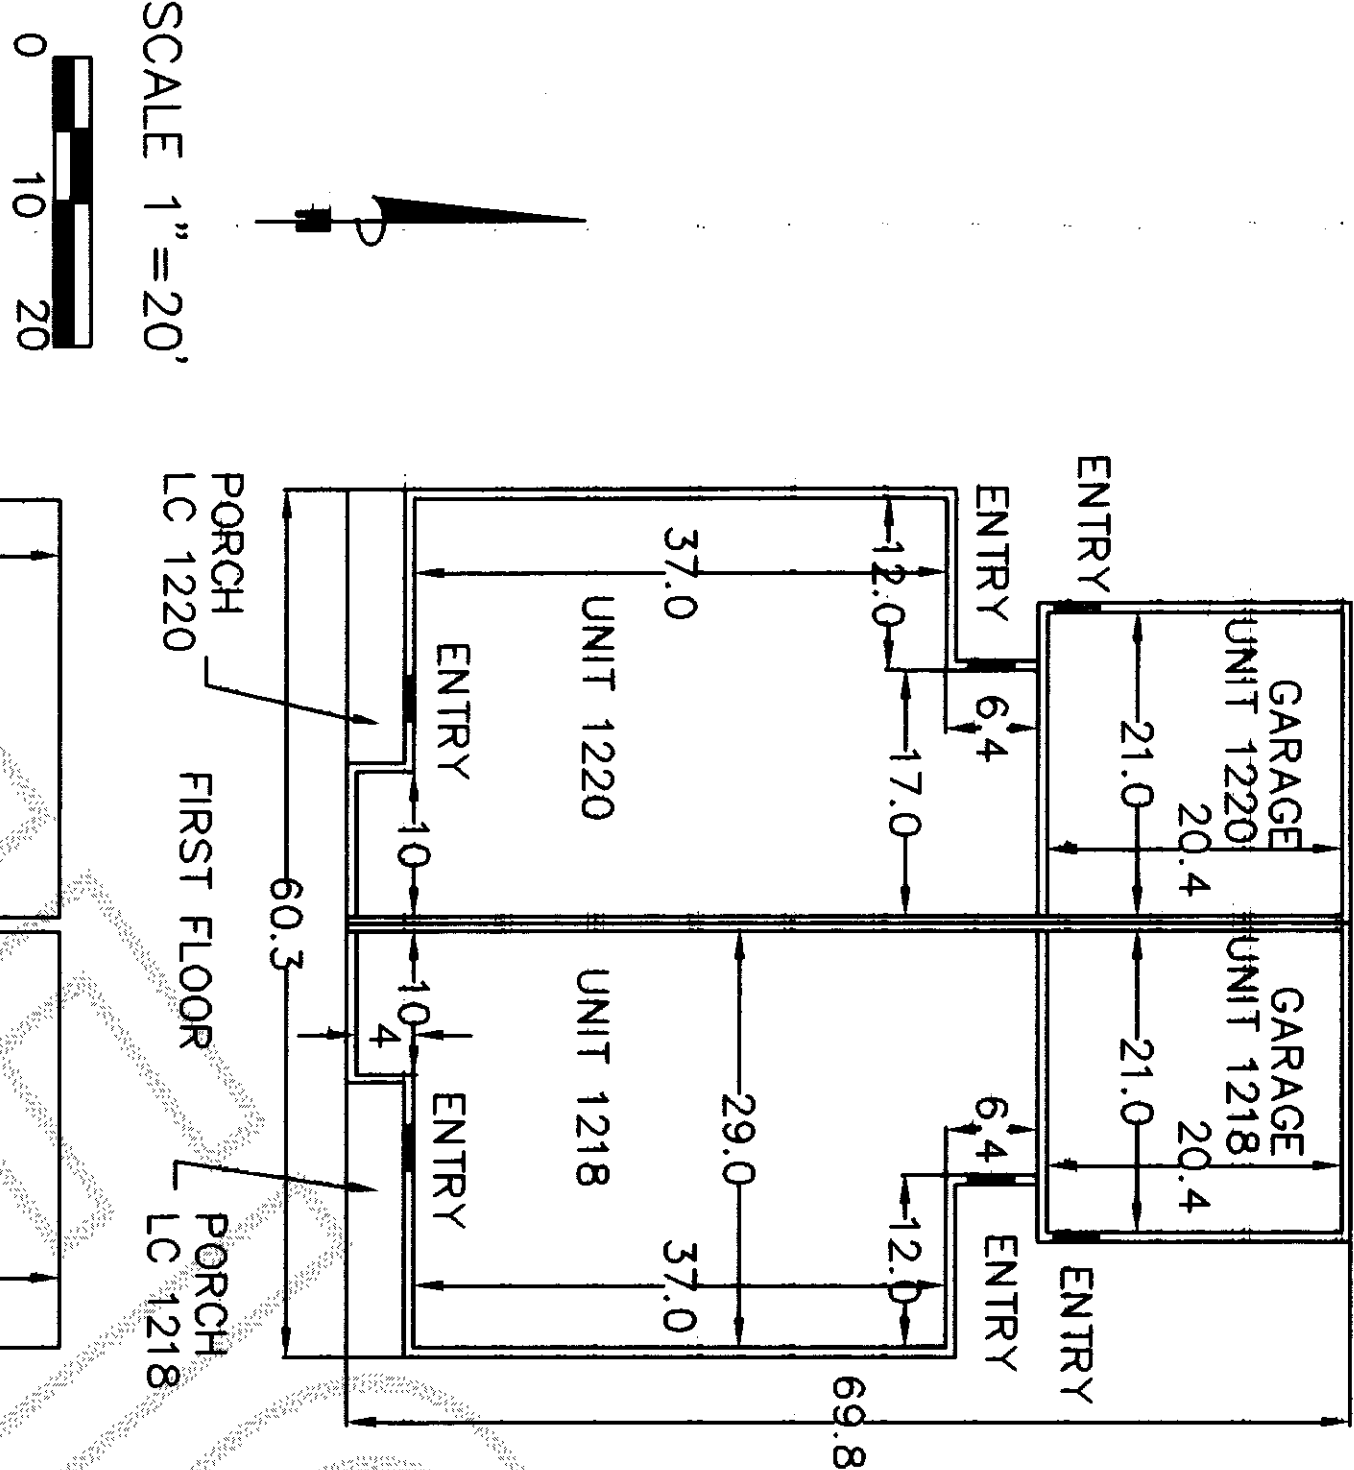 SCALE 1"=20'
0
10
20
ENTRY
ENTRY
GARAGE
UNIT 1220
21.0
20.4
6.4
12.0
17.0
37.0
UNIT 1220
ENTRY
10
PORCH
LC 1220
GARAGE
UNIT 1218
21.0
20.4
6.4
12.0
29.0
37.0
UNIT 1218
ENTRY
ENTRY
ENTRY
10
4
PORCH
LC 1218
60.3
69.8
FIRST FLOOR